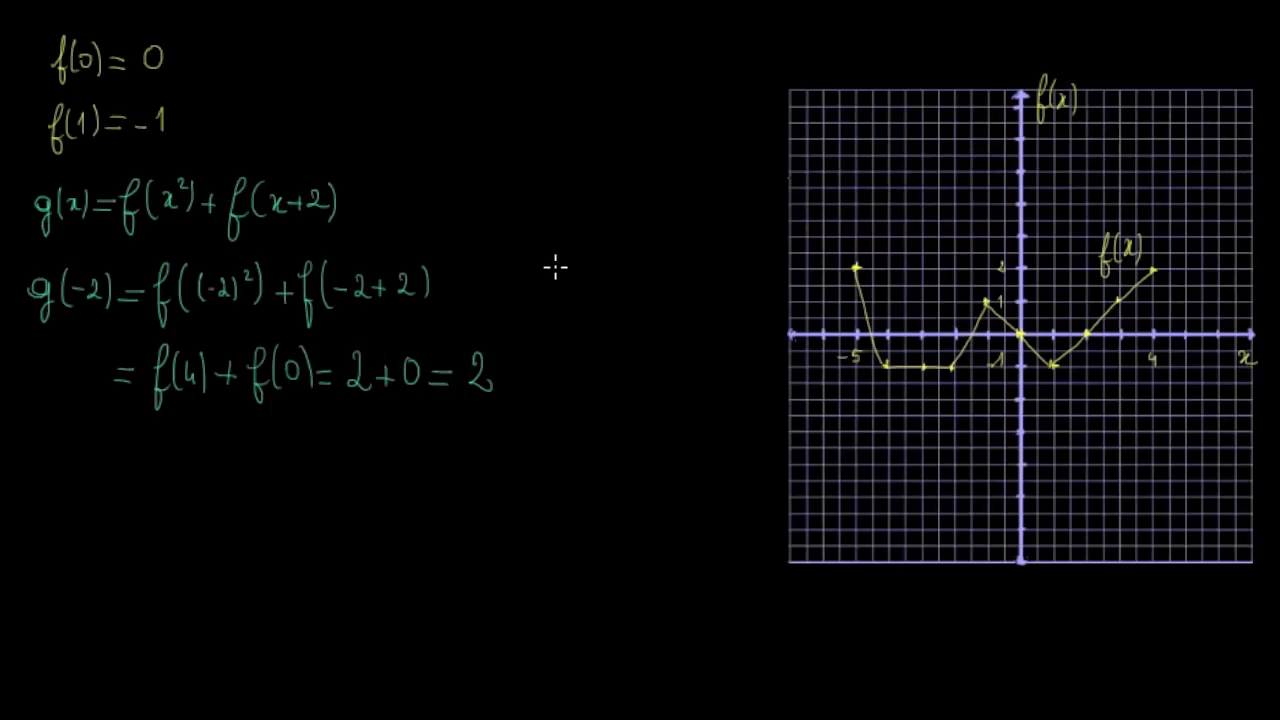 f(0) = 0
f(1) = -1
g(x) = f(x²) + f(x+2)
g(-2) = f((-2)²) + f(-2+2)
= f(4) + f(0) = 2 + 0 = 2
f(x)
f(x)
2
1
-5
-1
4
x